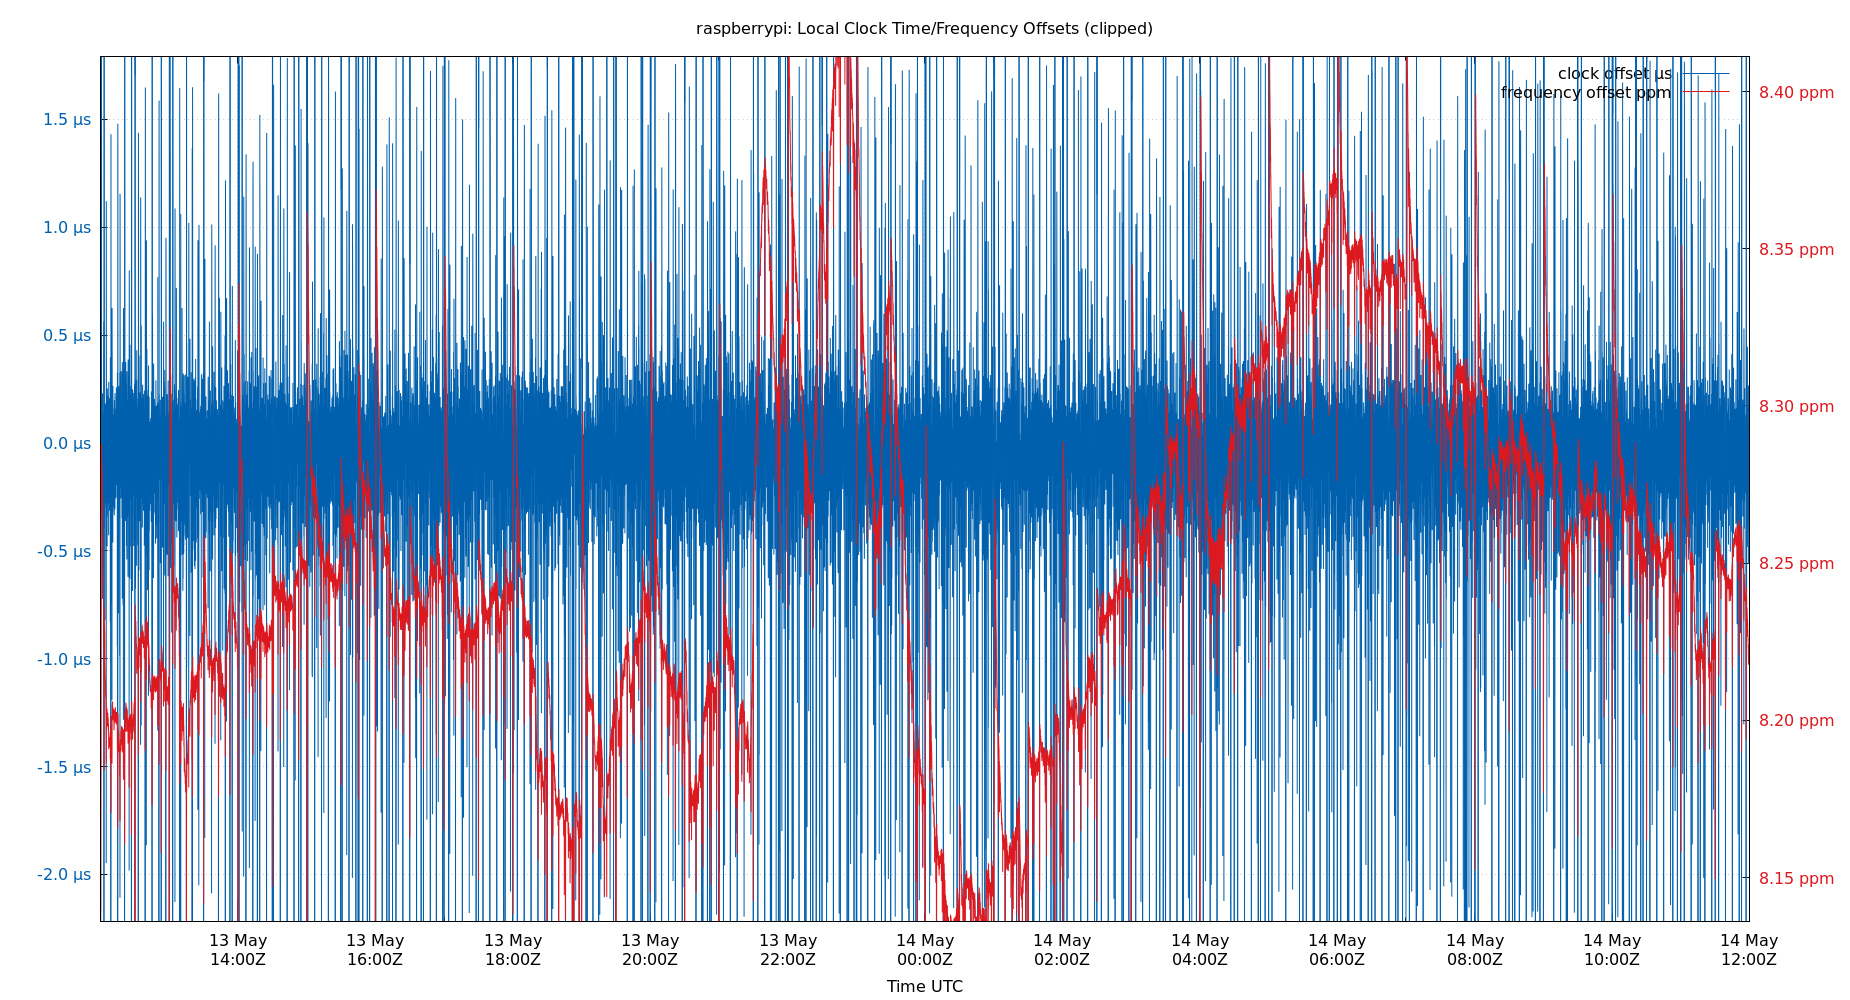 raspberrypi: Local Clock Time/Frequency Offsets (clipped)
clock offset µs
frequency offset ppm
1.5 µs
1.0 µs
0.5 µs
0.0 µs
-0.5 µs
-1.0 µs
-1.5 µs
-2.0 µs
8.40 ppm
8.35 ppm
8.30 ppm
8.25 ppm
8.20 ppm
8.15 ppm
13 May 13 May 13 May 13 May 13 May 14 May 14 May 14 May 14 May 14 May 14 May 14 May
14:00Z 16:00Z 18:00Z 20:00Z 22:00Z 00:00Z 02:00Z 04:00Z 06:00Z 08:00Z 10:00Z 12:00Z
Time UTC